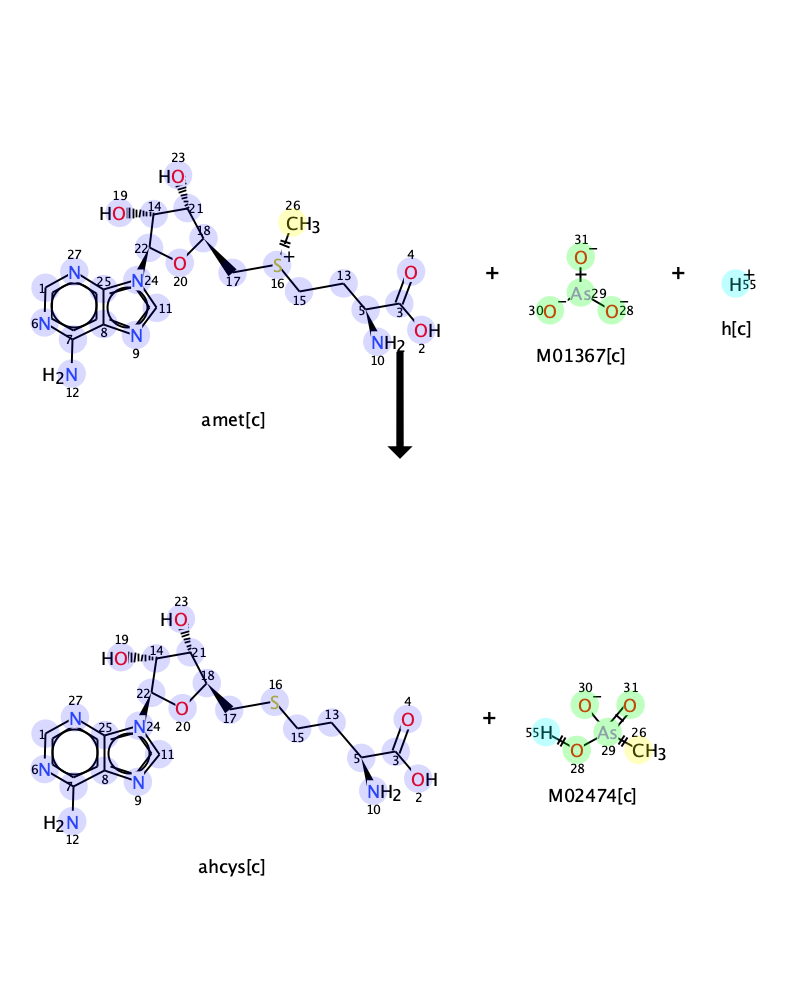 23
HO
19
HO
14
21
26
CH3
18
22
S+
16
O
20
17
27
N
N
24
25
1
11
6
N
7
8
N
9
H2N
12
15
13
5
4
O
3
OH
2
NH2
10
amet[c]
+
31
O−
As
29
30
O−
O−
28
M01367[c]
+
H+
55
h[c]
23
HO
19
HO
14
21
18
22
16
S
O
20
17
27
N
N
24
25
1
11
6
N
7
8
N
9
H2N
12
15
13
5
4
O
3
OH
2
NH2
10
ahcys[c]
+
30
O−
31
O
55
H
As
26
CH3
29
O
28
M02474[c]